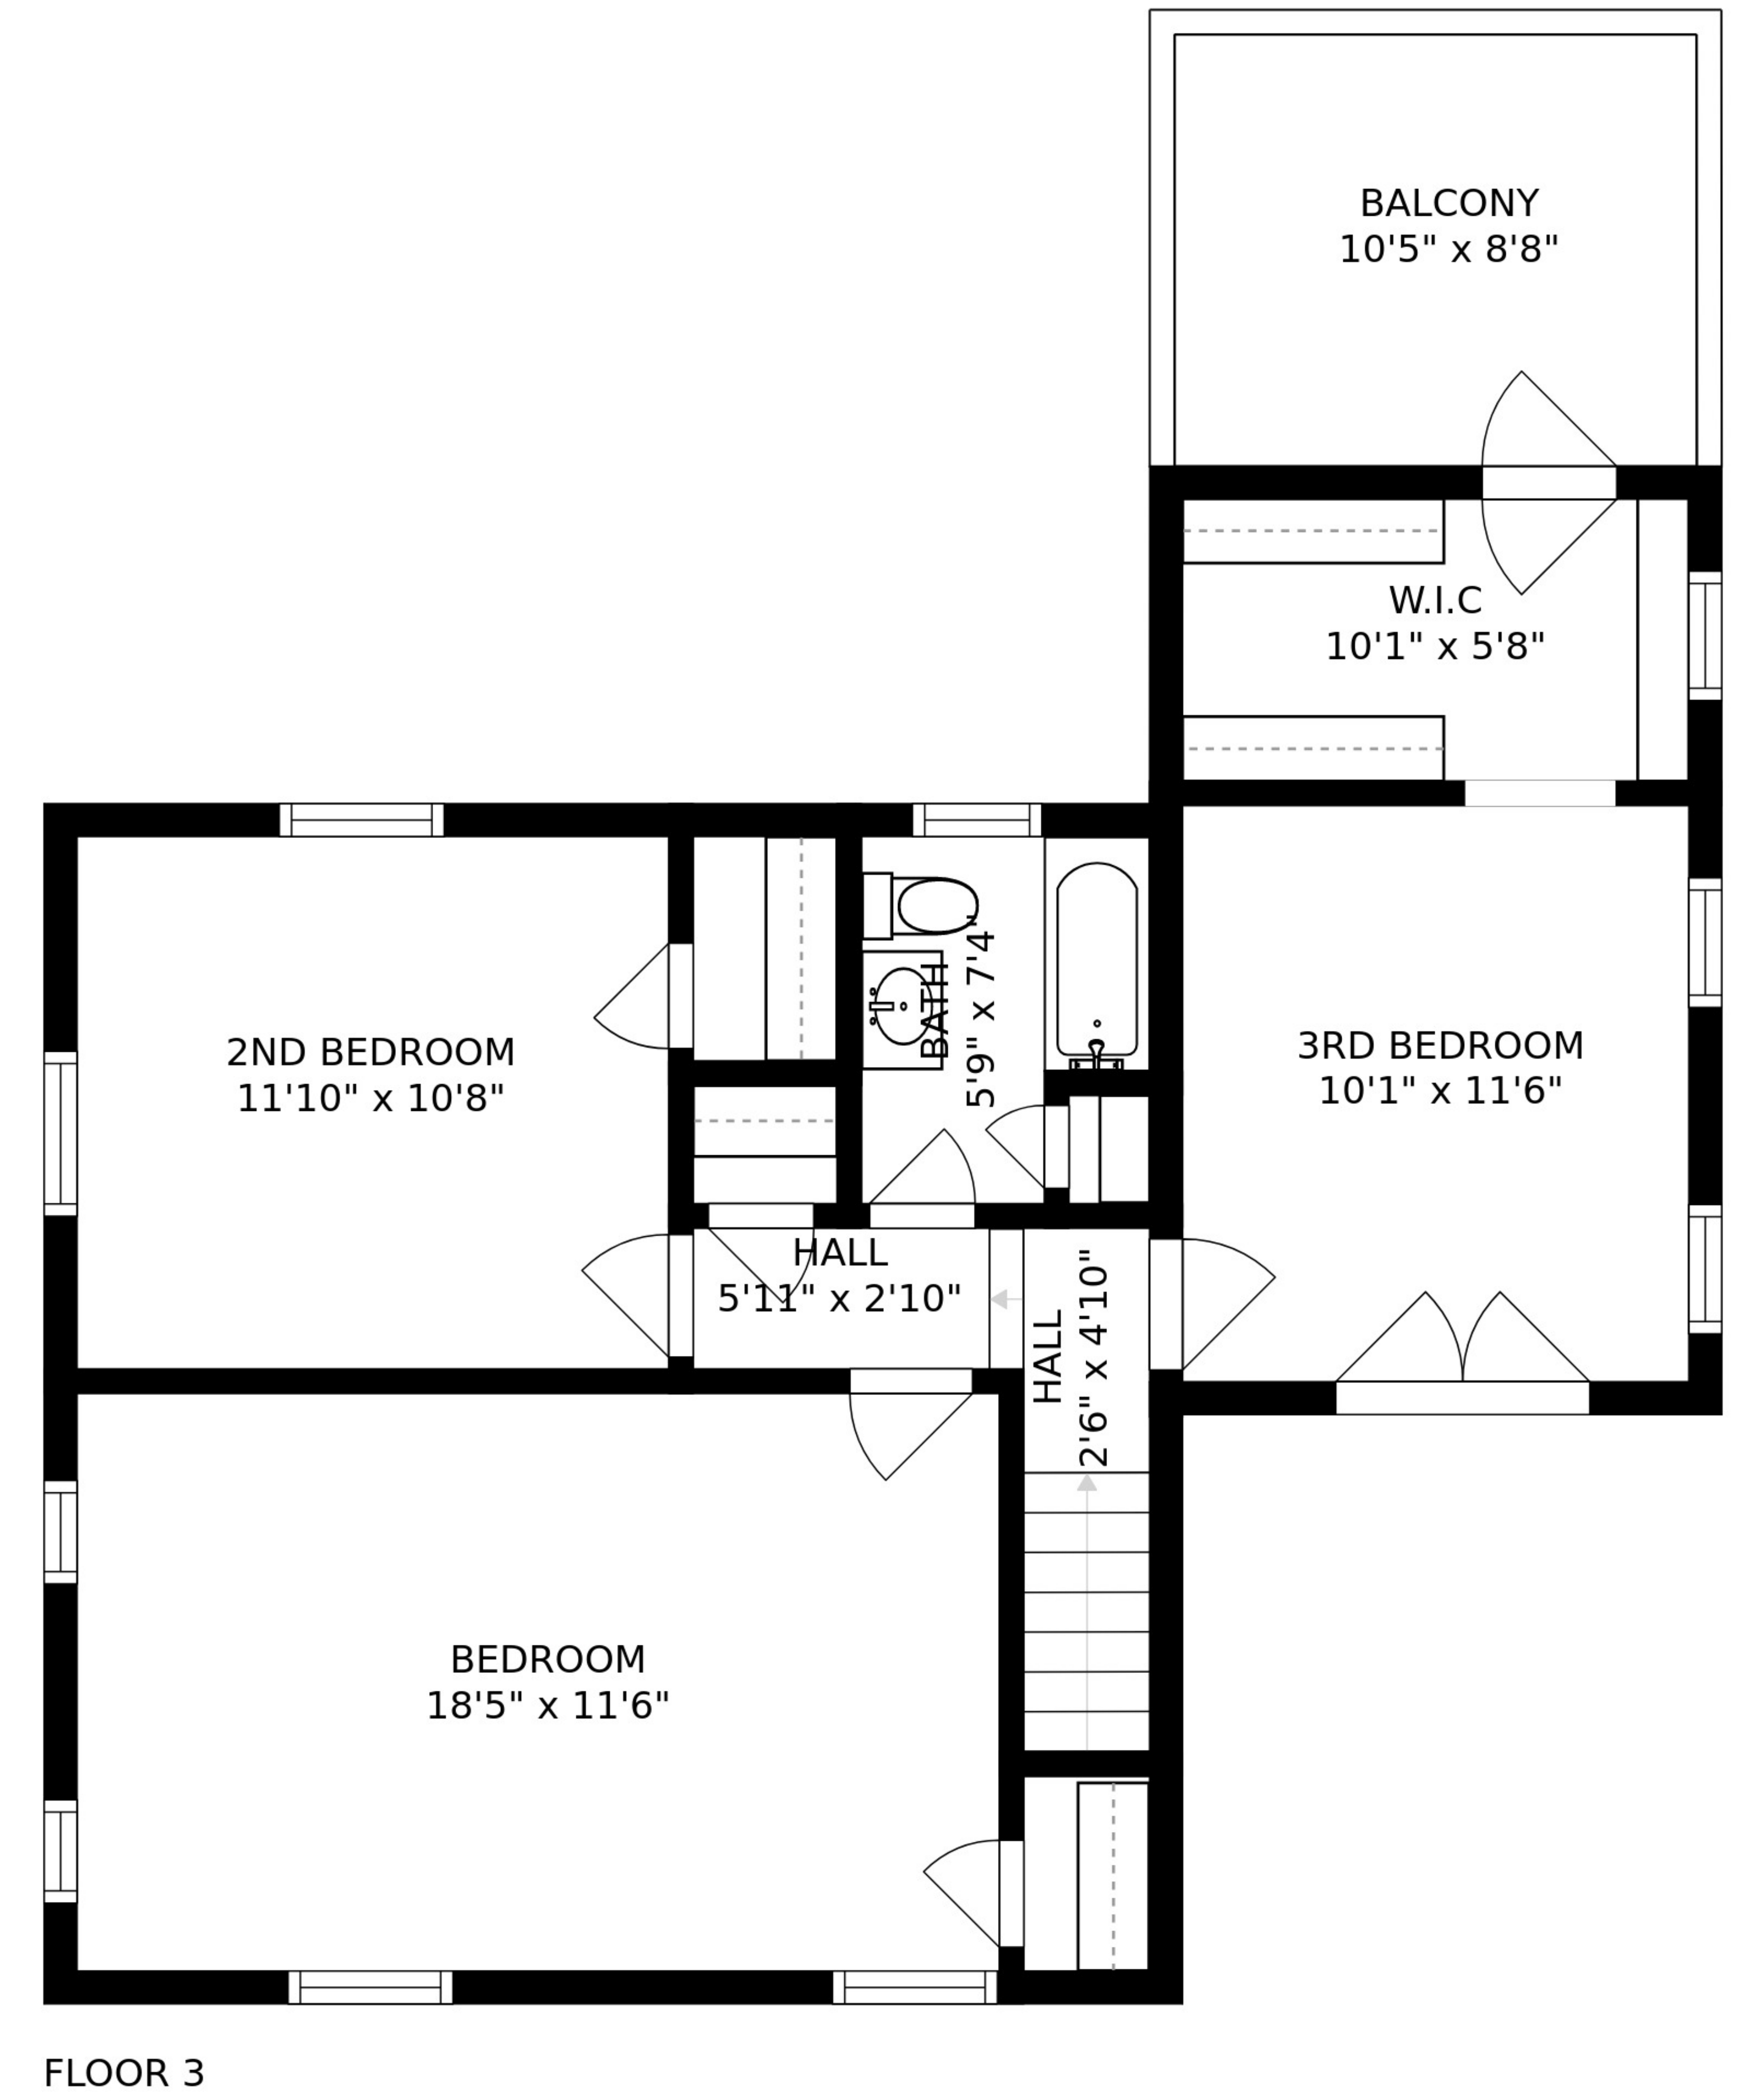 BALCONY
10'5" x 8'8"
W.I.C
10'1" x 5'8"
2ND BEDROOM
11'10" x 10'8"
BATH
5'9" x 7'4"
3RD BEDROOM
10'1" x 11'6"
HALL
5'11" x 2'10"
HALL
2'6" x 4'10"
BEDROOM
18'5" x 11'6"
FLOOR 3